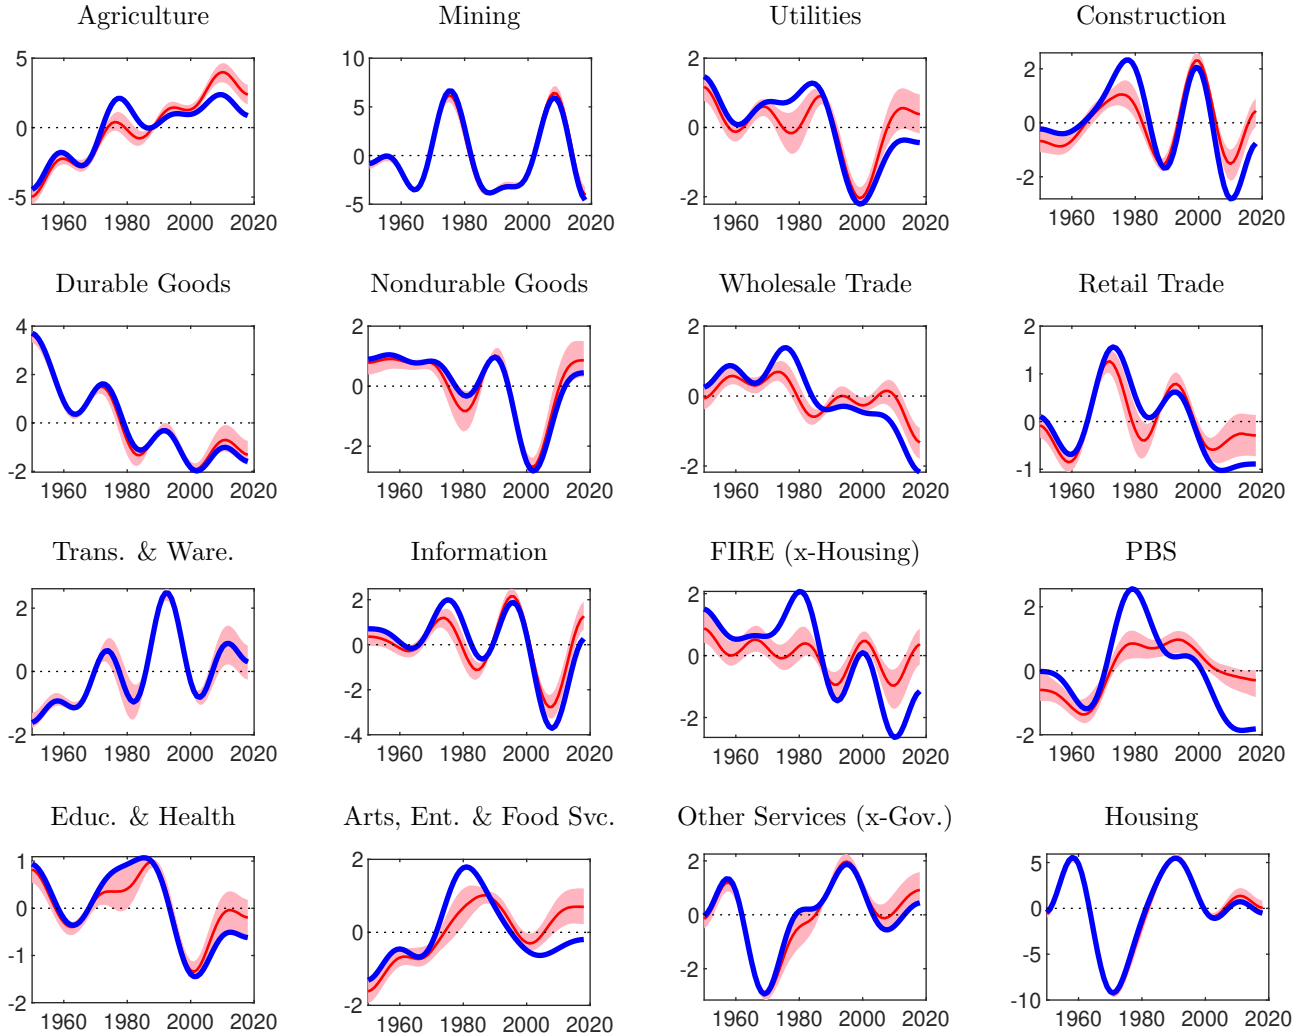 Agriculture Mining Utilities Construction
5 10 2 2
0 5 0 0
-5 0 -2 -2
-5
1960 1980 2000 2020 1960 1980 2000 2020 1960 1980 2000 2020 1960 1980 2000 2020
Durable Goods Nondurable Goods Wholesale Trade Retail Trade
4 2 2 2
2 0 0 1
0 -2 -2 0
-2 -1
1960 1980 2000 2020 1960 1980 2000 2020 1960 1980 2000 2020 1960 1980 2000 2020
Trans. & Ware. Information FIRE (x-Housing) PBS
2 2 2 2
0 0 0 0
-2 -2 -2 -2
-4
1960 1980 2000 2020 1960 1980 2000 2020 1960 1980 2000 2020 1960 1980 2000 2020
Educ. & Health Arts, Ent. & Food Svc. Other Services (x-Gov.) Housing
1 2 2 5
0 0 0 0
-1 -2 -2 -5
-2 -10
1960 1980 2000 2020 1960 1980 2000 2020 1960 1980 2000 2020 1960 1980 2000 2020